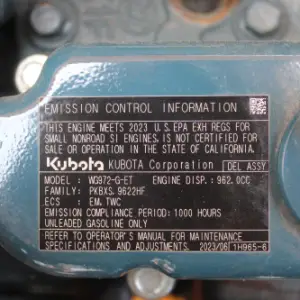 EMISSION CONTROL INFORMATION
THIS ENGINE MEETS 2023 U.S.EPA EXH REGS FOR
SMALL NONROAD SI ENGINES, IS NOT CERTIFIED FOR
SALE OR OPERATION IN THE STATE OF CALIFORNIA.
Kubota KUBOTA Corporation DEL ASSY
MODEL : WG972-G-ET ENGINE DISP.: 962.0CC
FAMILY : PKBXS.9622HF
ECS : EM,TWC
EMISSION COMPLIANCE PERIOD: 1000 HOURS
UNLEADED GASOLINE ONLY
REFER TO OPERATOR'S MANUAL FOR MAINTENANCE
SPECIFICATIONS AND ADJUSTMENTS. 2023/06 1H965-6